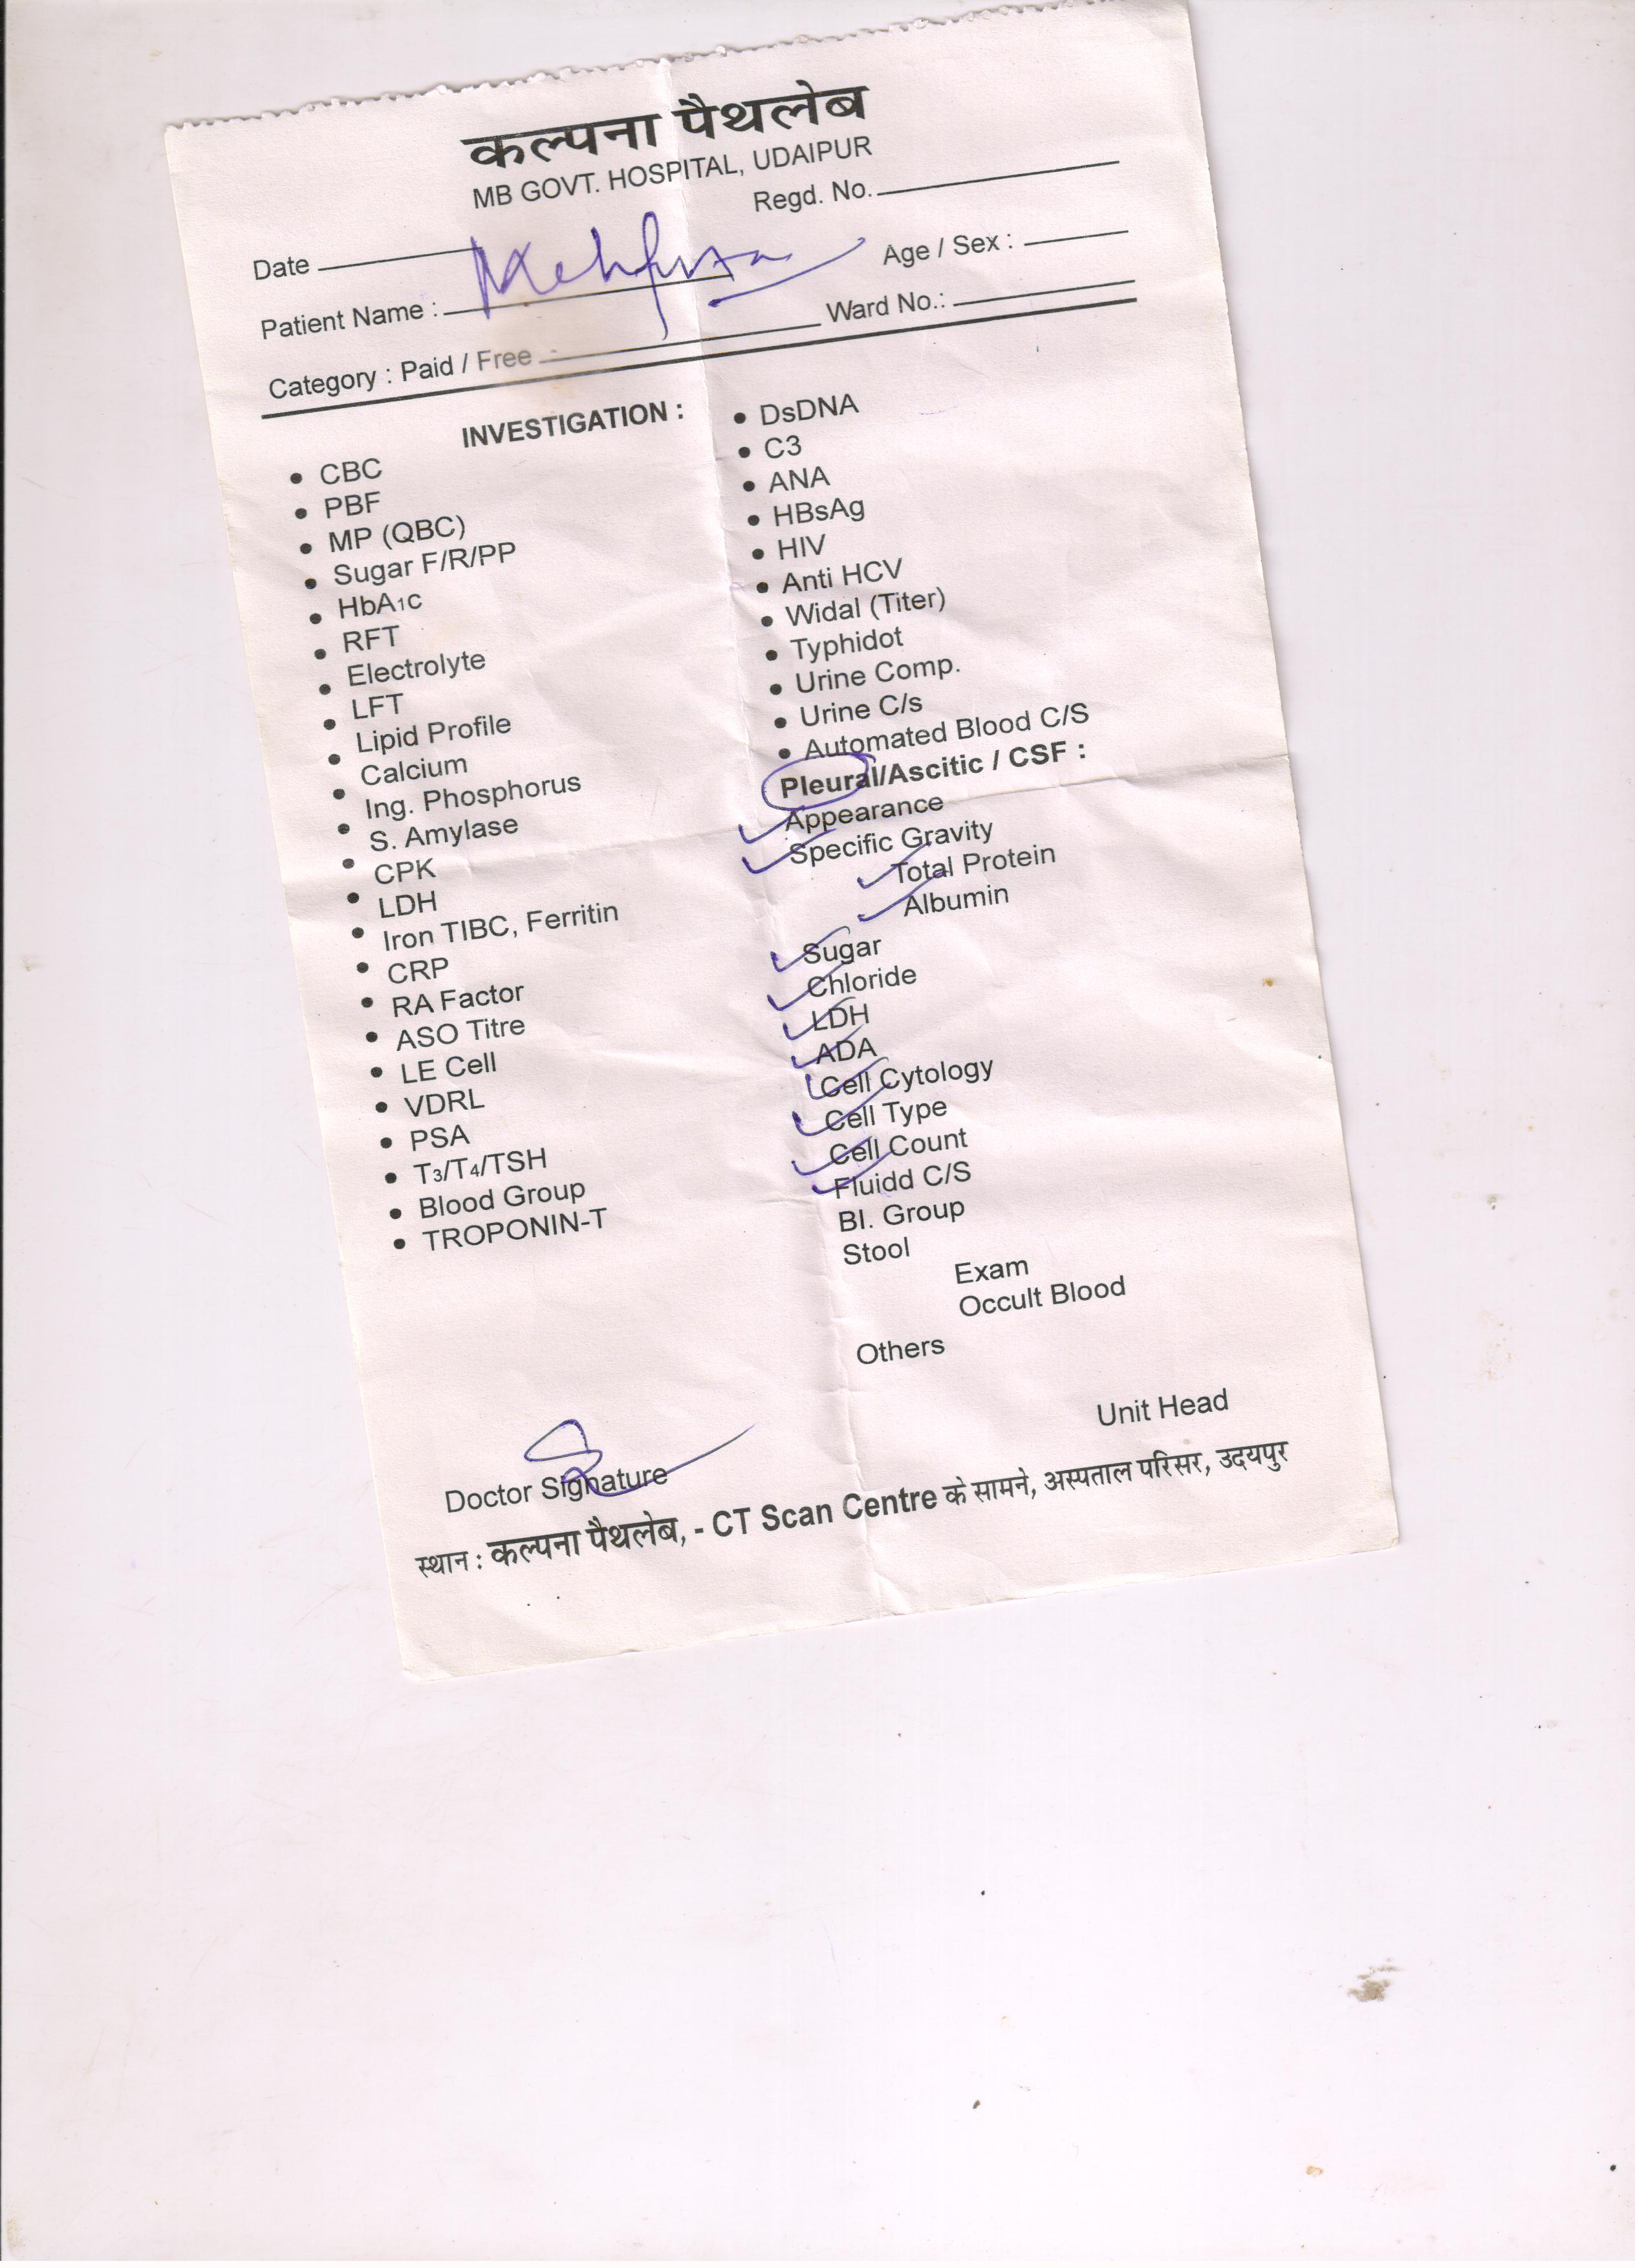 कल्पना पैथलेब
MB GOVT. HOSPITAL, UDAIPUR
Regd. No.
Date
Age / Sex :
Patient Name :
Ward No.:
Category : Paid / Free
INVESTIGATION :
• CBC
• PBF
• MP (QBC)
• Sugar F/R/PP
• HbA1c
• RFT
• Electrolyte
• LFT
• Lipid Profile
• Calcium
• Ing. Phosphorus
• S. Amylase
• CPK
• LDH
• Iron TIBC, Ferritin
• CRP
• RA Factor
• ASO Titre
• LE Cell
• VDRL
• PSA
• T3/T4/TSH
• Blood Group
• TROPONIN-T
• DsDNA
• C3
• ANA
• HBsAg
• HIV
• Anti HCV
• Widal (Titer)
• Typhidot
• Urine Comp.
• Urine C/s
• Automated Blood C/S
Pleural/Ascitic / CSF :
Appearance
Specific Gravity
Total Protein
Albumin
Sugar
Chloride
LDH
ADA
Cell Cytology
Cell Type
Cell Count
Fluidd C/S
BI. Group
Stool
Exam
Occult Blood
Others
Unit Head
Doctor Signature
स्थान : कल्पना पैथलेब, - CT Scan Centre के सामने, अस्पताल परिसर, उदयपुर